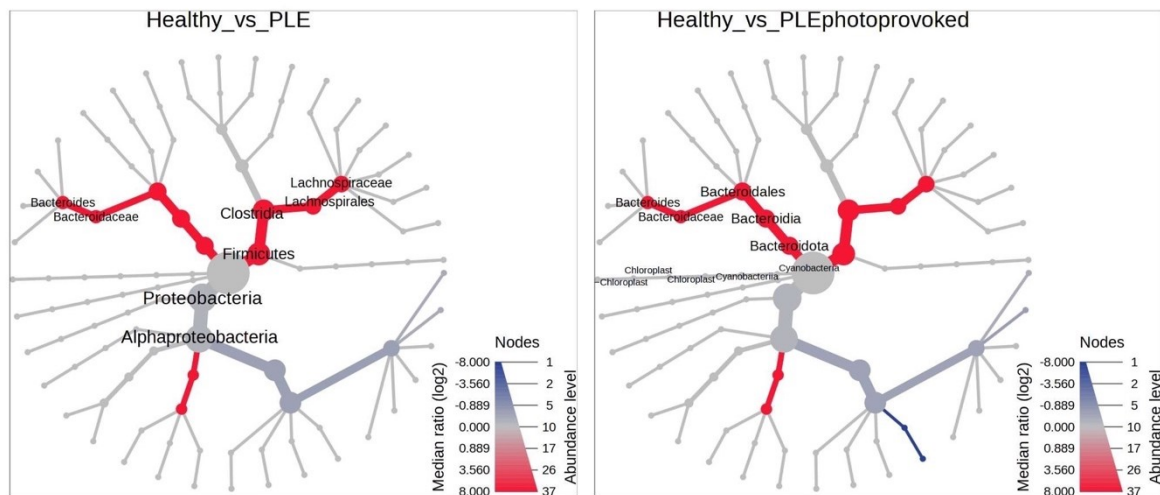 Healthy_vs_PLE
Lachnospiraceae
Bacteroides
Lachnospirales
Bacteroidaceae
Clostridia
Firmicutes
Proteobacteria
Alphaproteobacteria
Nodes
Median ratio (log2)
-8.000
-3.560
-0.889
0.000
0.889
3.560
8.000
1
2
5
10
17
26
37
Abundance level
Healthy_vs_PLEphotoprovoked
Bacteroidales
Bacteroides
Bacteroidaceae
Bacteroidia
Bacteroidota
Cyanobacteria
Chloroplast
Chloroplast
Cyanobacteriia
Chloroplast
Nodes
Median ratio (log2)
-8.000
-3.560
-0.889
0.000
0.889
3.560
8.000
1
2
5
10
17
26
37
Abundance level